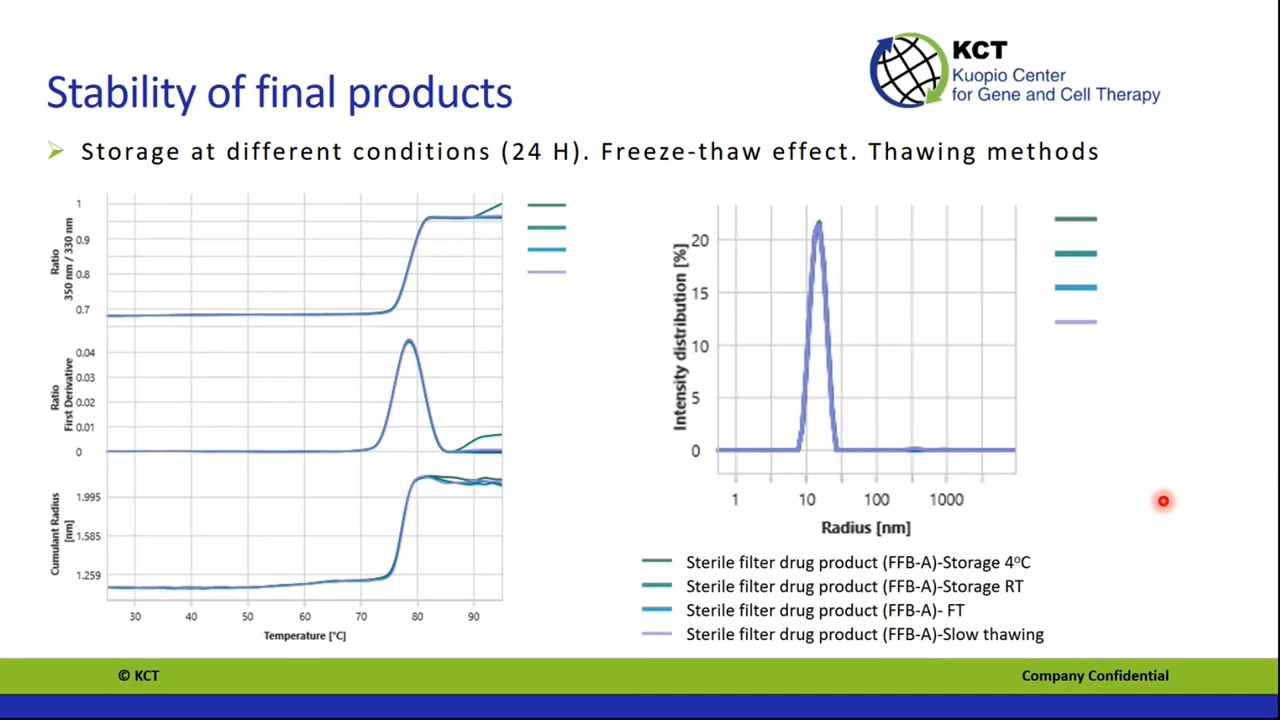 KCT
Kuopio Center
for Gene and Cell Therapy
Stability of final products
Storage at different conditions (24 H). Freeze-thaw effect. Thawing methods
Ratio
350 nm / 330 nm
1
0.9
0.8
0.7
Ratio
First Derivative
0.04
0.03
0.02
0.01
0
Cumulant Radius
[nm]
1.995
1.585
1.259
30 40 50 60 70 80 90
Temperature [°C]
Intensity distribution [%]
20
15
10
5
0
1 10 100 1000
Radius [nm]
Sterile filter drug product (FFB-A)-Storage 4°C
Sterile filter drug product (FFB-A)-Storage RT
Sterile filter drug product (FFB-A)- FT
Sterile filter drug product (FFB-A)-Slow thawing
© KCT
Company Confidential